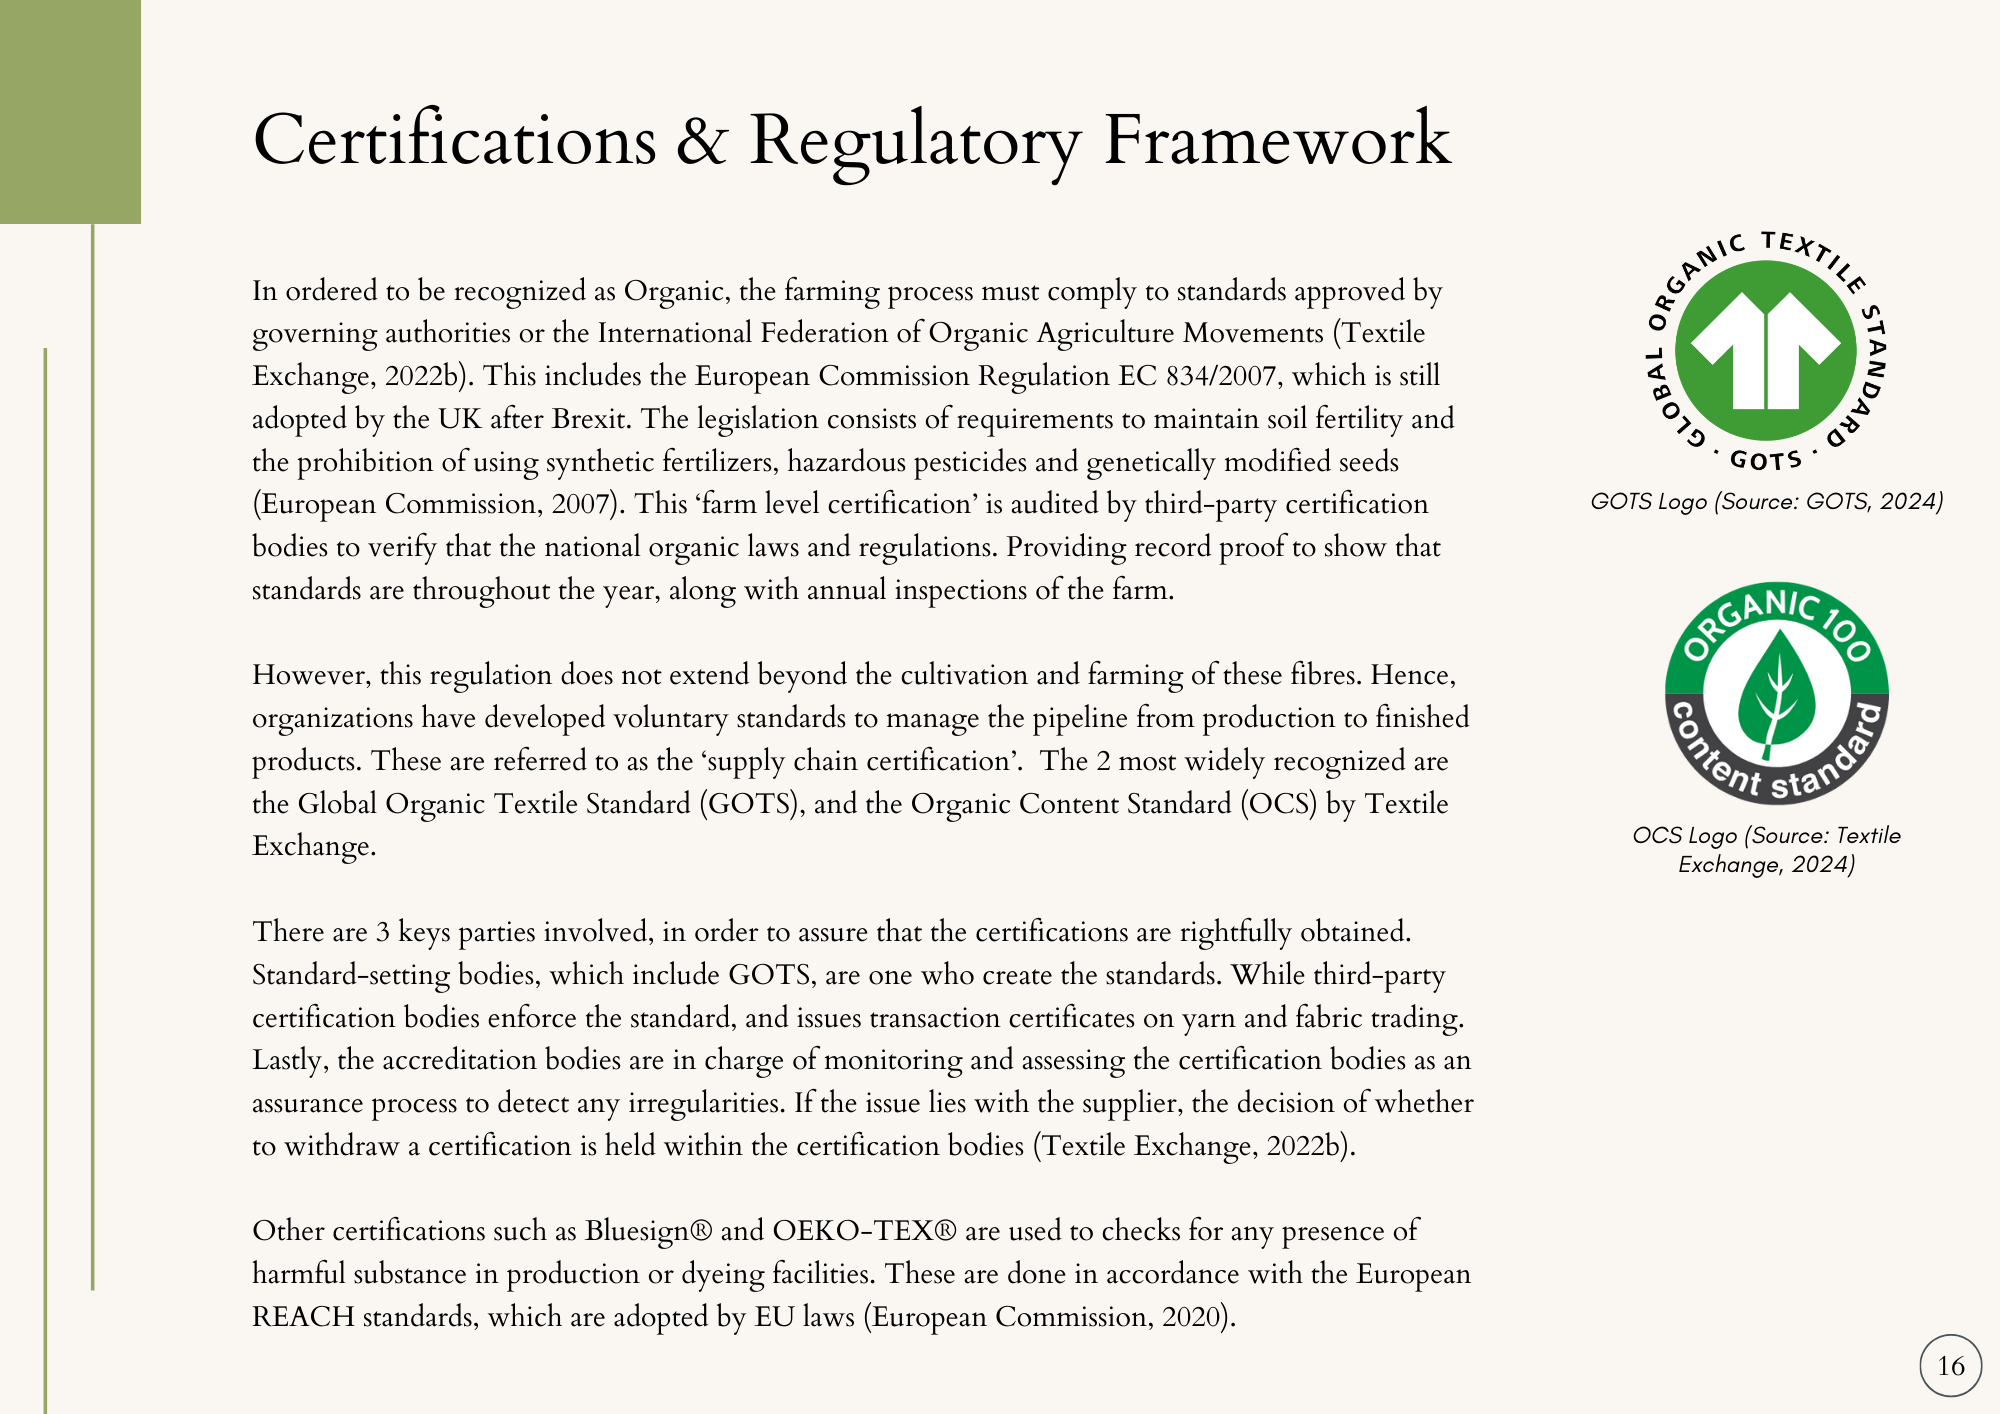 Certifications & Regulatory Framework
In ordered to be recognized as Organic, the farming process must comply to standards approved by
governing authorities or the International Federation of Organic Agriculture Movements (Textile
Exchange, 2022b). This includes the European Commission Regulation EC 834/2007, which is still
adopted by the UK after Brexit. The legislation consists of requirements to maintain soil fertility and
the prohibition of using synthetic fertilizers, hazardous pesticides and genetically modified seeds
(European Commission, 2007). This ‘farm level certification’ is audited by third-party certification
bodies to verify that the national organic laws and regulations. Providing record proof to show that
standards are throughout the year, along with annual inspections of the farm.
However, this regulation does not extend beyond the cultivation and farming of these fibres. Hence,
organizations have developed voluntary standards to manage the pipeline from production to finished
products. These are referred to as the ‘supply chain certification’.  The 2 most widely recognized are
the Global Organic Textile Standard (GOTS), and the Organic Content Standard (OCS) by Textile
Exchange.
There are 3 keys parties involved, in order to assure that the certifications are rightfully obtained.
Standard-setting bodies, which include GOTS, are one who create the standards. While third-party
certification bodies enforce the standard, and issues transaction certificates on yarn and fabric trading.
Lastly, the accreditation bodies are in charge of monitoring and assessing the certification bodies as an
assurance process to detect any irregularities. If the issue lies with the supplier, the decision of whether
to withdraw a certification is held within the certification bodies (Textile Exchange, 2022b).
Other certifications such as Bluesign® and OEKO-TEX® are used to checks for any presence of
harmful substance in production or dyeing facilities. These are done in accordance with the European
REACH standards, which are adopted by EU laws (European Commission, 2020).
GLOBAL ORGANIC TEXTILE STANDARD · GOTS ·
GOTS Logo (Source: GOTS, 2024)
ORGANIC 100
content standard
OCS Logo (Source: Textile
Exchange, 2024)
16